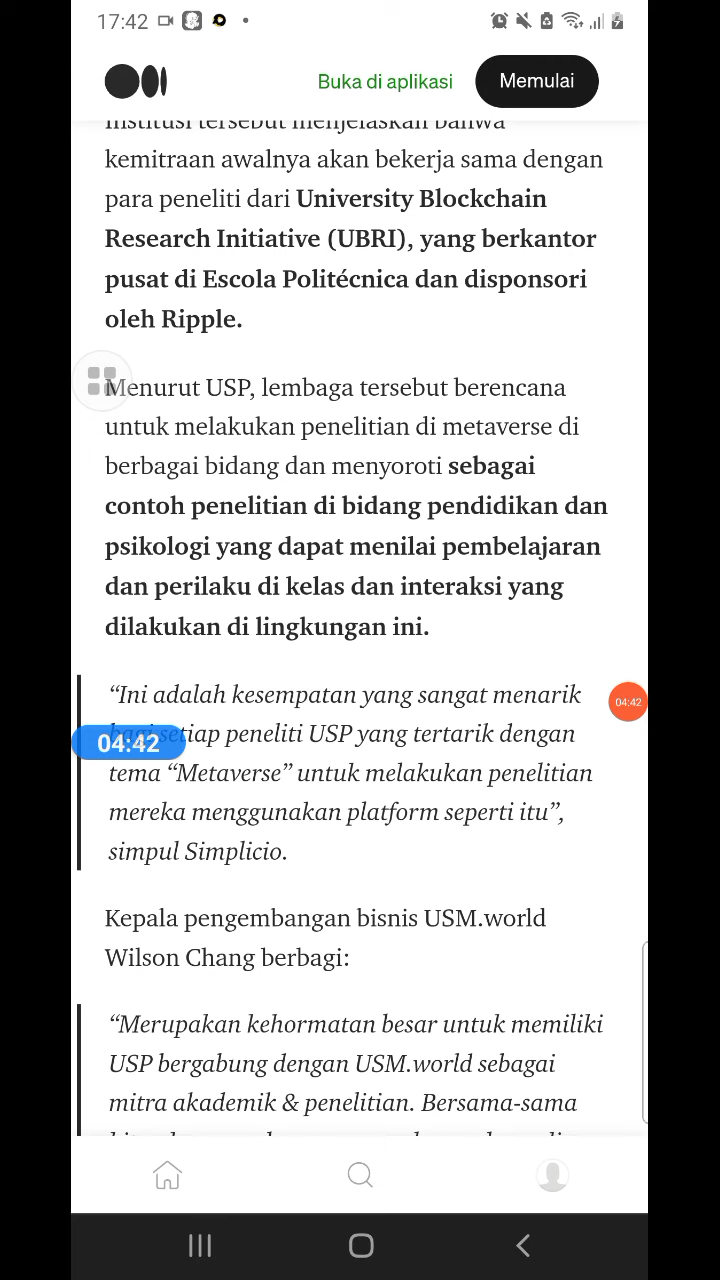 17:42
Buka di aplikasi
Memulai
institusi tersebut menjelaskan bahwa
kemitraan awalnya akan bekerja sama dengan
para peneliti dari University Blockchain
Research Initiative (UBRI), yang berkantor
pusat di Escola Politécnica dan disponsori
oleh Ripple.
Menurut USP, lembaga tersebut berencana
untuk melakukan penelitian di metaverse di
berbagai bidang dan menyoroti sebagai
contoh penelitian di bidang pendidikan dan
psikologi yang dapat menilai pembelajaran
dan perilaku di kelas dan interaksi yang
dilakukan di lingkungan ini.
“Ini adalah kesempatan yang sangat menarik
04:42
bagi setiap peneliti USP yang tertarik dengan
04:42
tema “Metaverse” untuk melakukan penelitian
mereka menggunakan platform seperti itu”,
simpul Simplicio.
Kepala pengembangan bisnis USM.world
Wilson Chang berbagi:
“Merupakan kehormatan besar untuk memiliki
USP bergabung dengan USM.world sebagai
mitra akademik & penelitian. Bersama-sama